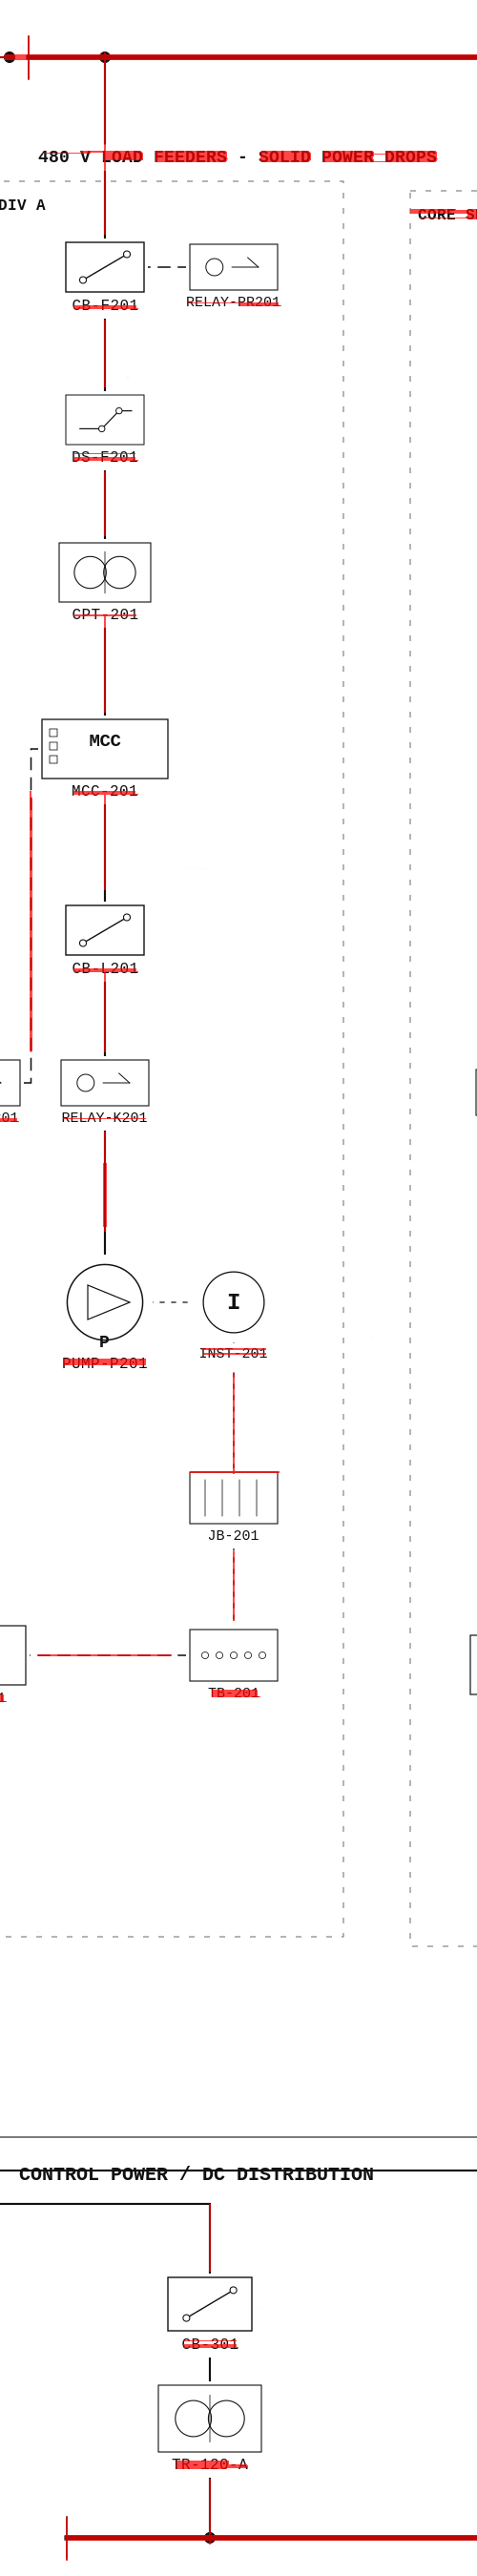 480 V LOAD FEEDERS - SOLID POWER DROPS
DIV A
CORE
CB-F201
RELAY-PR201
DS-F201
CPT-201
MCC
MCC-201
CB-L201
01
RELAY-K201
I
P
INST-201
PUMP-P201
JB-201
TB-201
CONTROL POWER / DC DISTRIBUTION
CB-301
TR-120-A